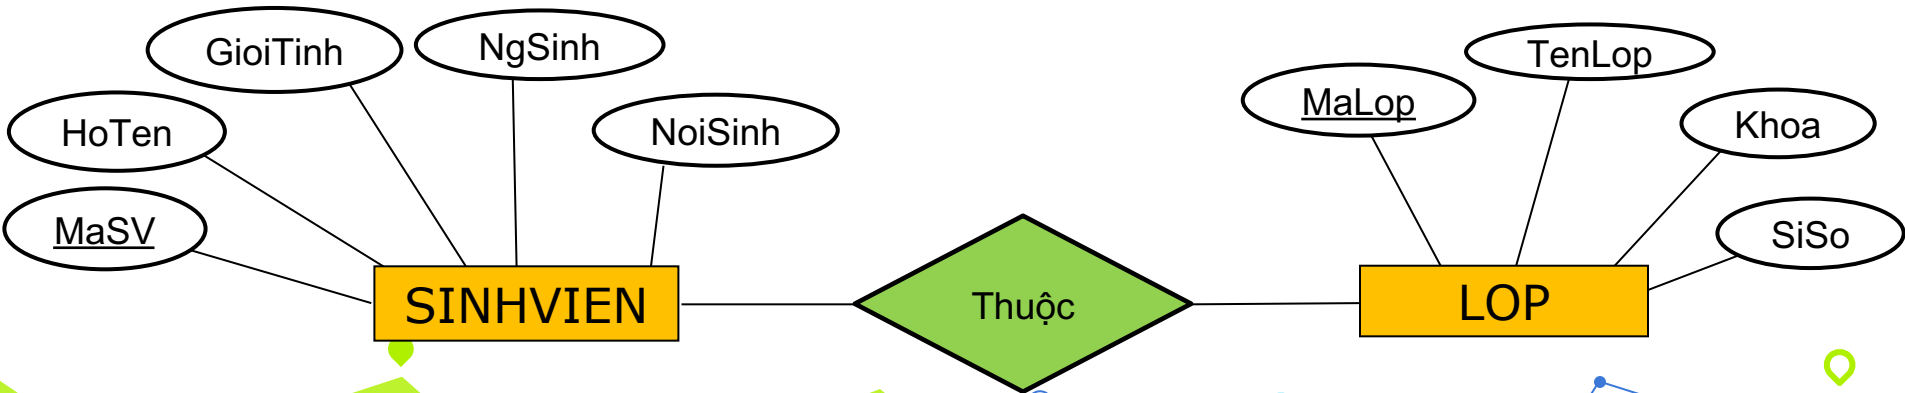 GioiTinh
NgSinh
TenLop
HoTen
NoiSinh
MaLop
Khoa
MaSV
SiSo
SINHVIEN
Thuộc
LOP